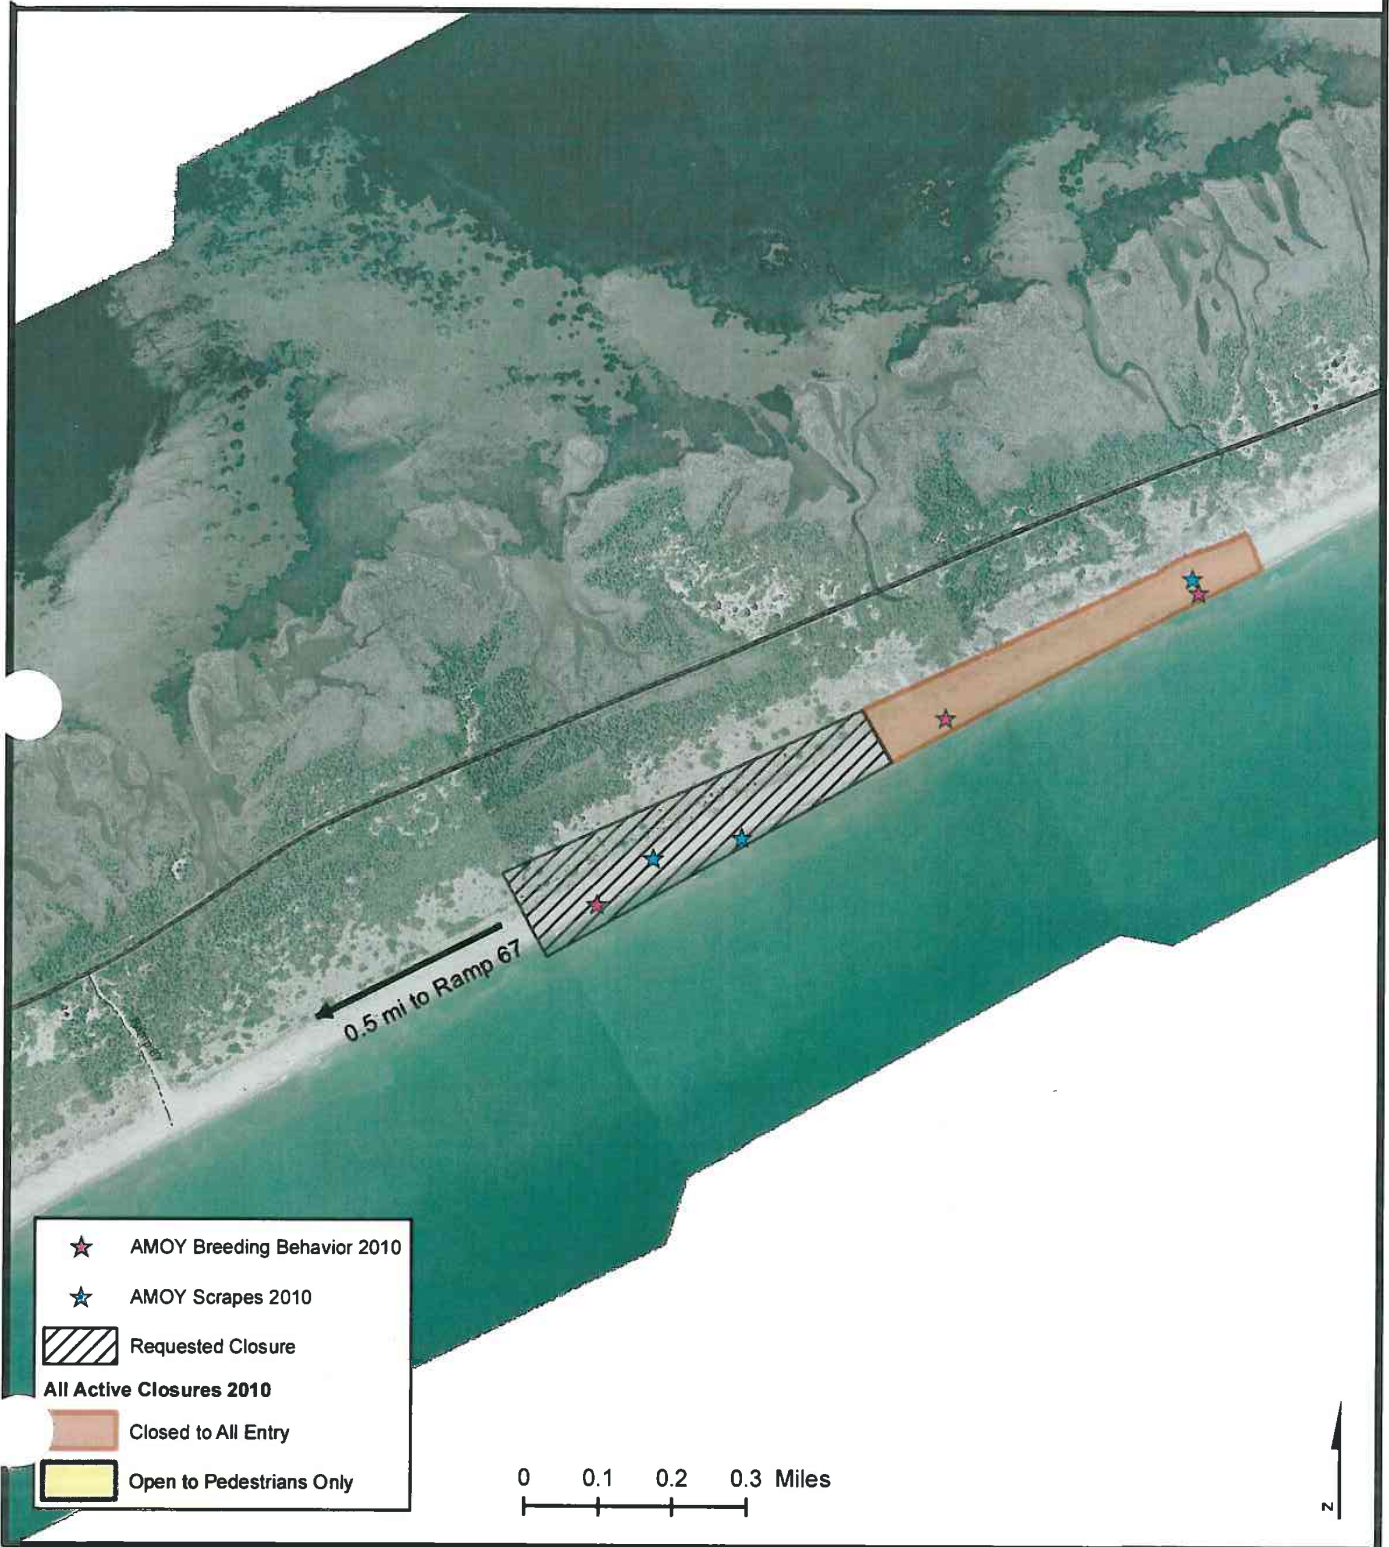 0.5 mi to Ramp 67
AMOY Breeding Behavior 2010
AMOY Scrapes 2010
Requested Closure
All Active Closures 2010
Closed to All Entry
Open to Pedestrians Only
0 0.1 0.2 0.3 Miles
N